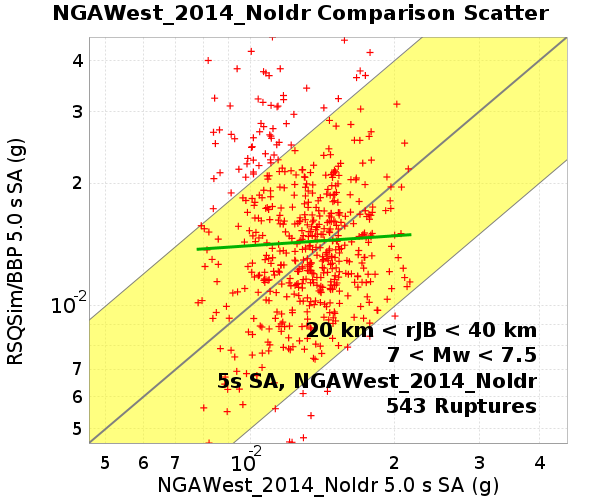 NGAWest_2014_NoIdr Comparison Scatter
RSQSim/BBP 5.0 s SA (g)
4
3
2
10-2
7
6
5
20 km < rJB < 40 km
7 < Mw < 7.5
5s SA, NGAWest_2014_NoIdr
543 Ruptures
5 6 7 10-2 2 3 4
NGAWest_2014_NoIdr 5.0 s SA (g)